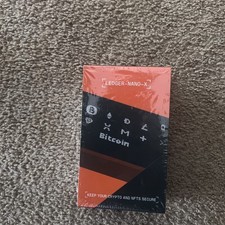 LEDGER-NANO-X
Bitcoin
KEEP YOUR CRYPTO AND NFTS SECURE